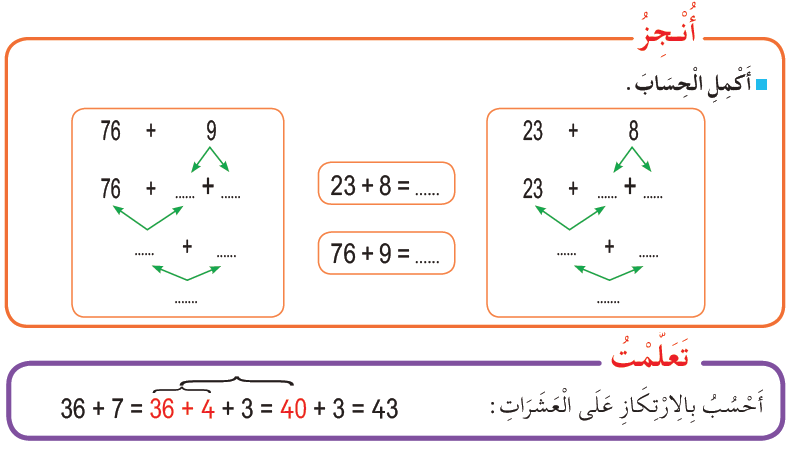 أُنْجِزُ
أَكْمِلِ الْحِسَابَ.
23 + 8
23 + ...... + ......
...... + ......
.......
23 + 8 = ......
76 + 9 = ......
76 + 9
76 + ...... + ......
...... + ......
.......
تَعَلَّمْتُ
أَحْسُبُ بِالِارْتِكَازِ عَلَى الْعَشَرَاتِ:
36 + 7 = 36 + 4 + 3 = 40 + 3 = 43